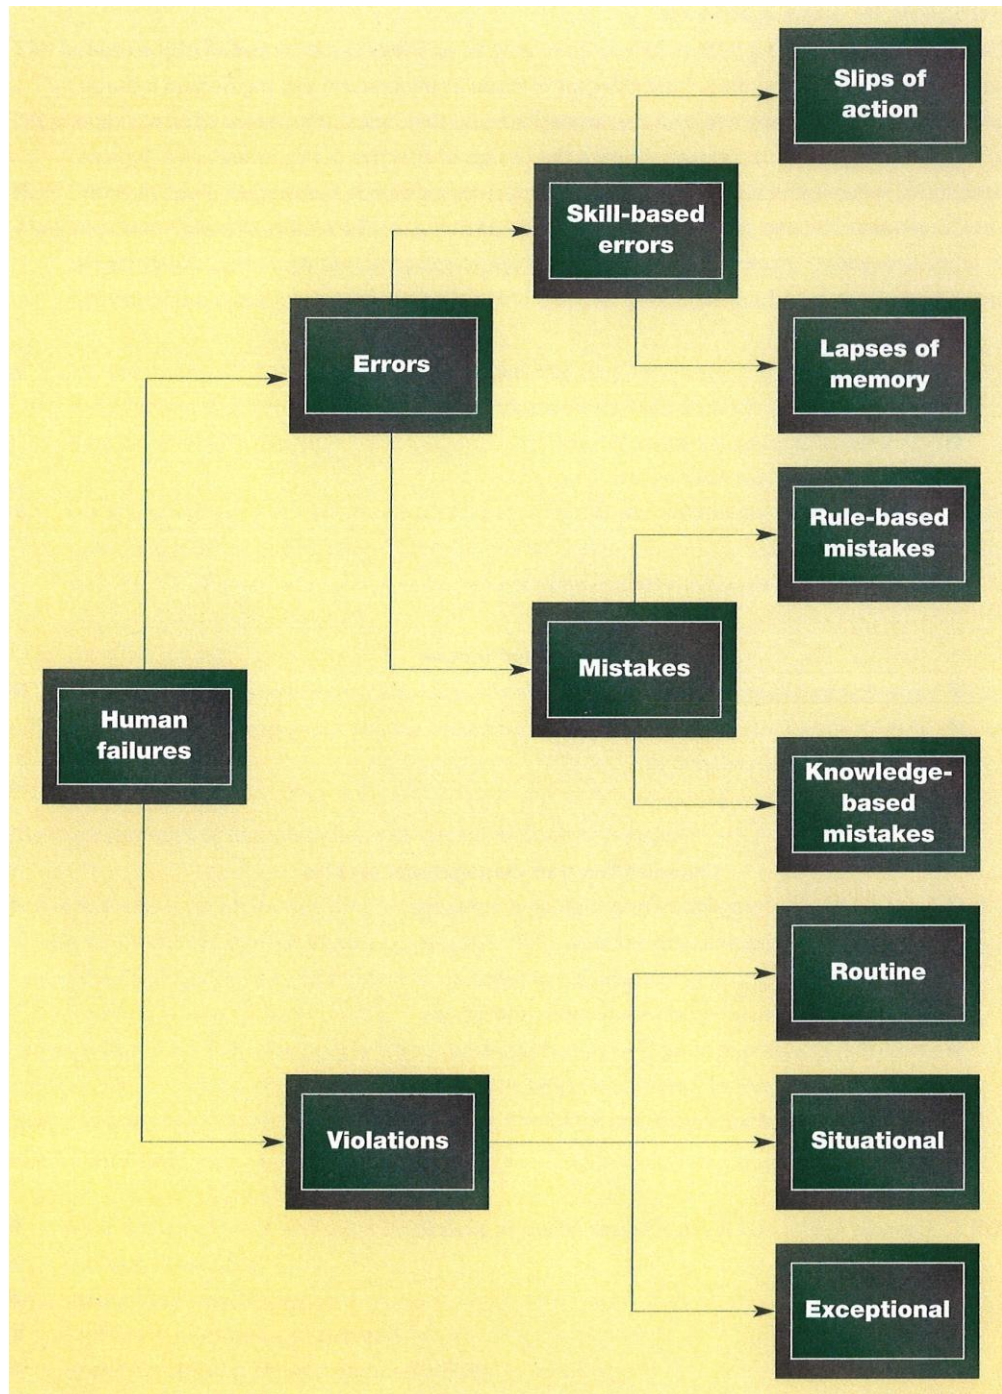 Slips of
action
Skill-based
errors
Errors
Lapses of
memory
Rule-based
mistakes
Mistakes
Human
failures
Knowledge-
based
mistakes
Routine
Violations
Situational
Exceptional